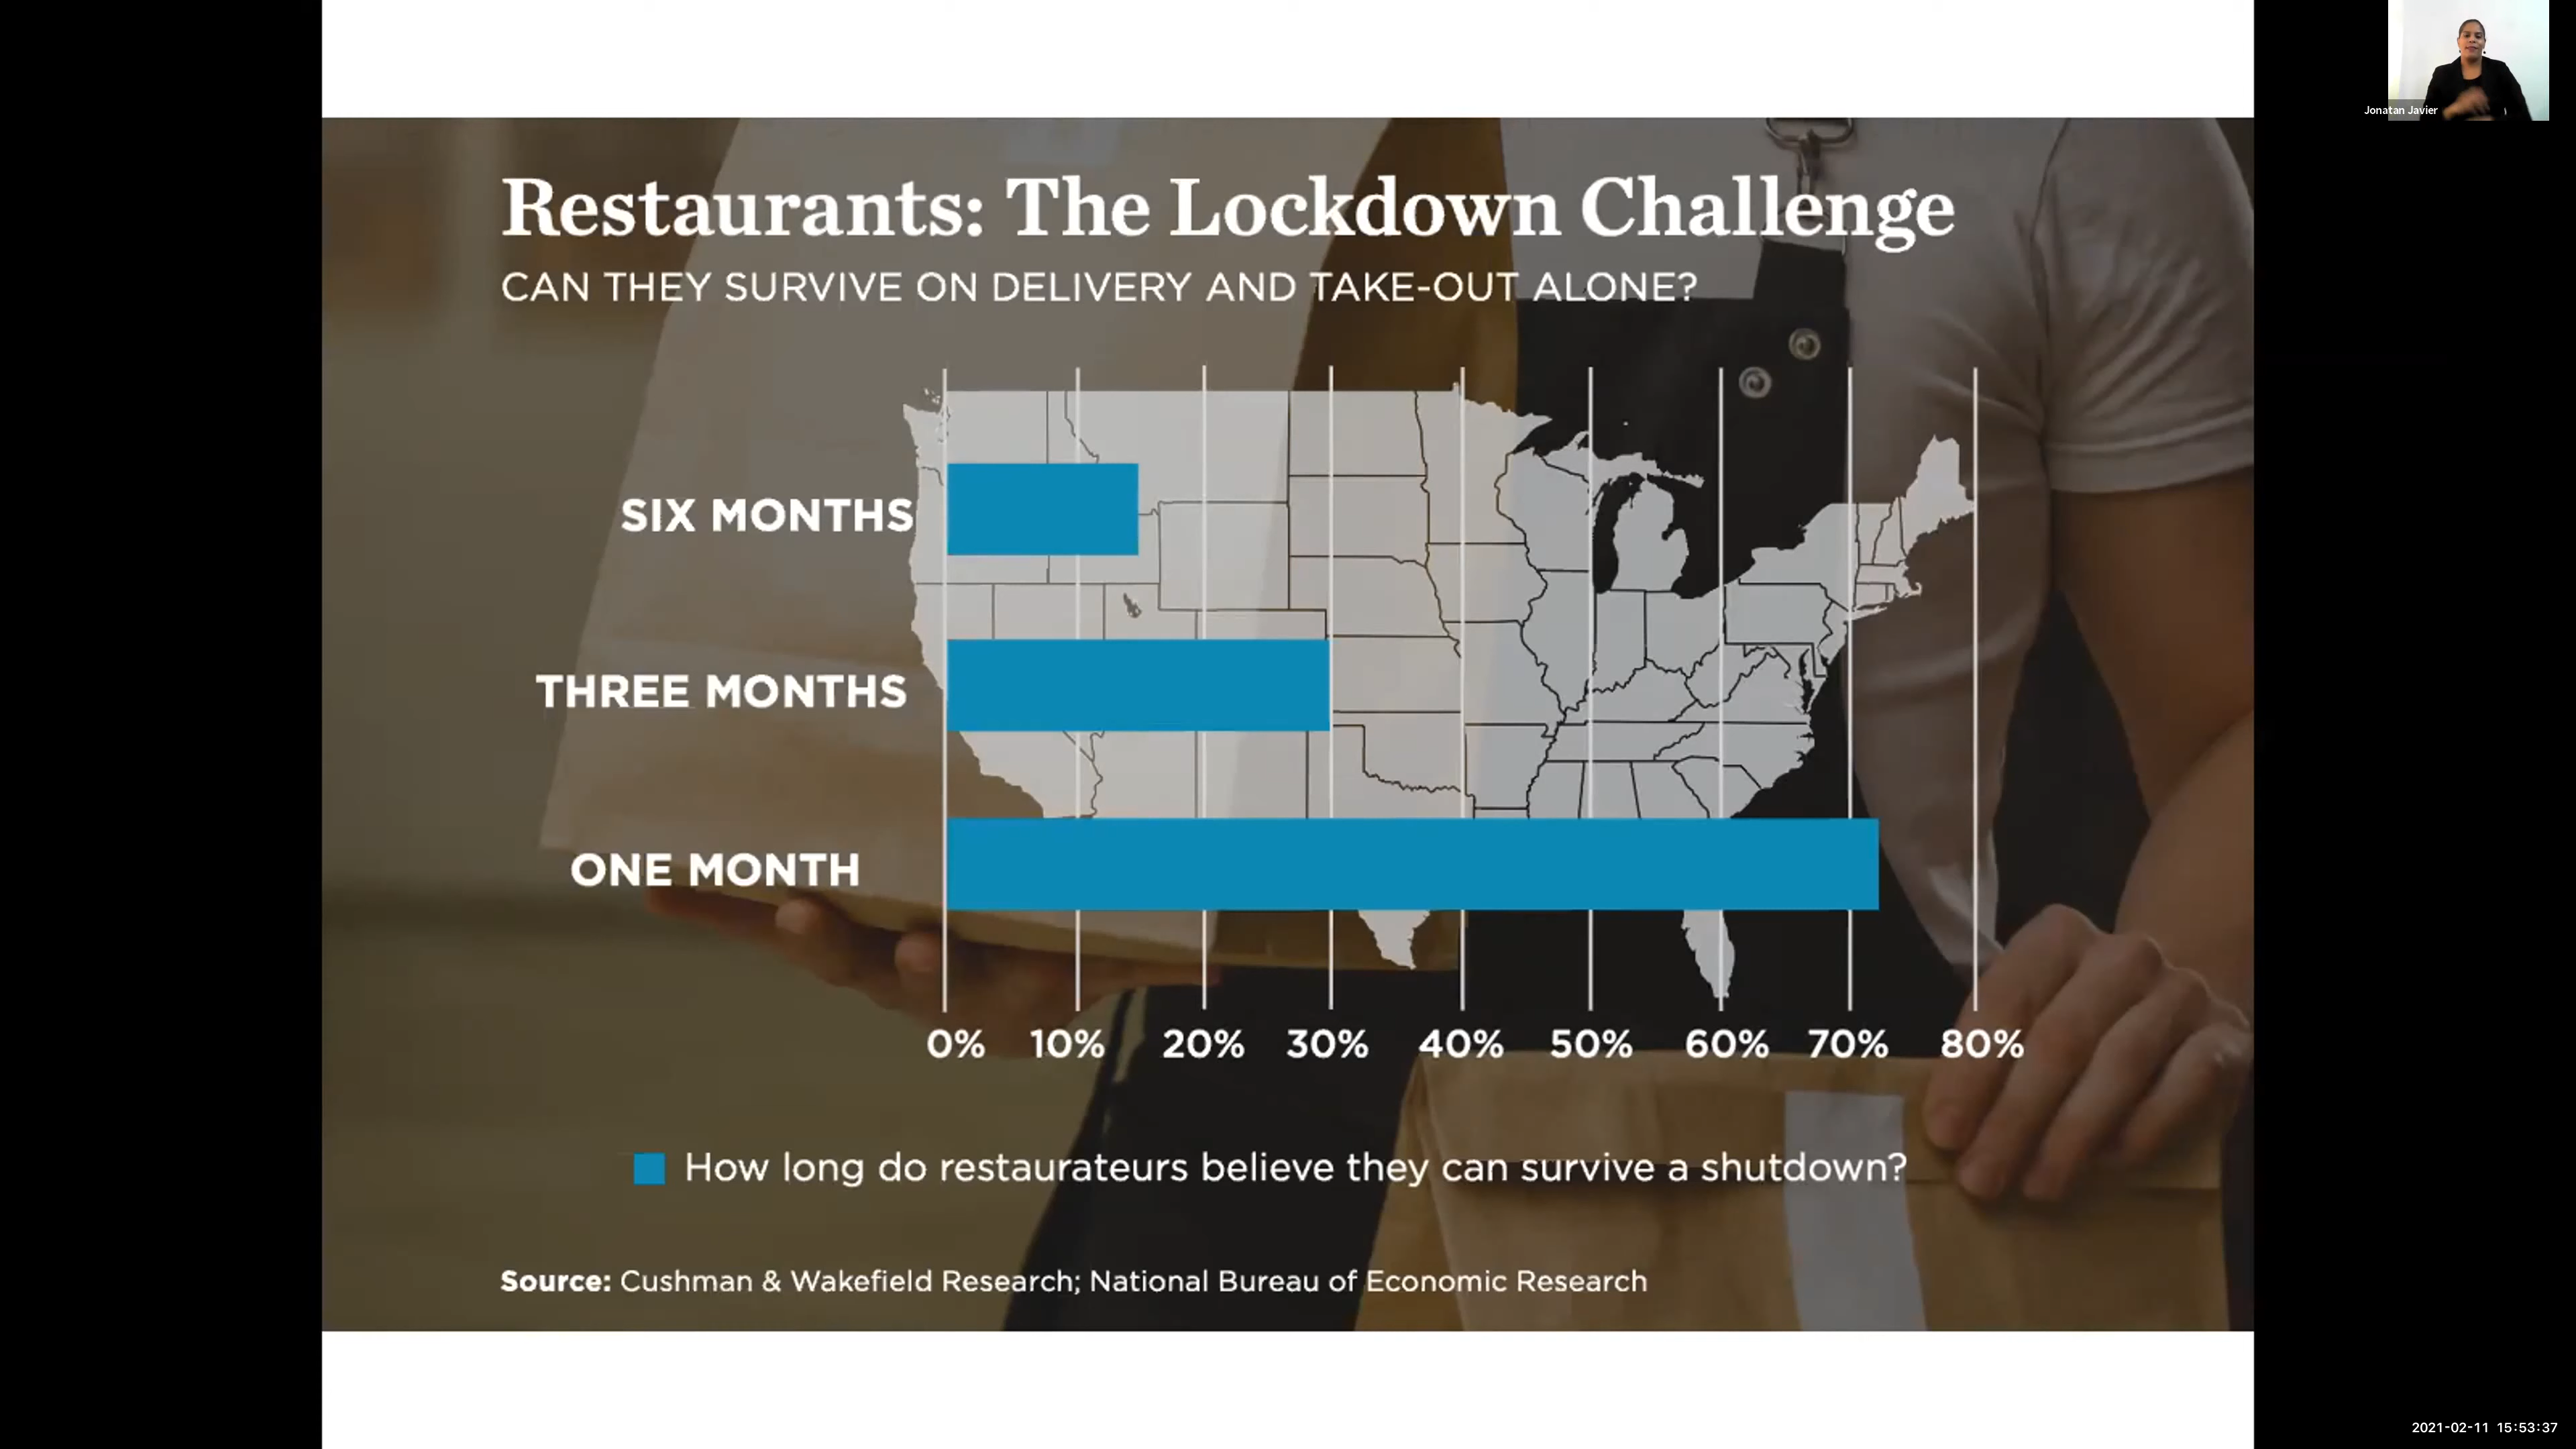 Jonatan Javier
Restaurants: The Lockdown Challenge
CAN THEY SURVIVE ON DELIVERY AND TAKE-OUT ALONE?
SIX MONTHS
THREE MONTHS
ONE MONTH
0% 10% 20% 30% 40% 50% 60% 70% 80%
How long do restaurateurs believe they can survive a shutdown?
Source: Cushman & Wakefield Research; National Bureau of Economic Research
2021-02-11 15:53:37